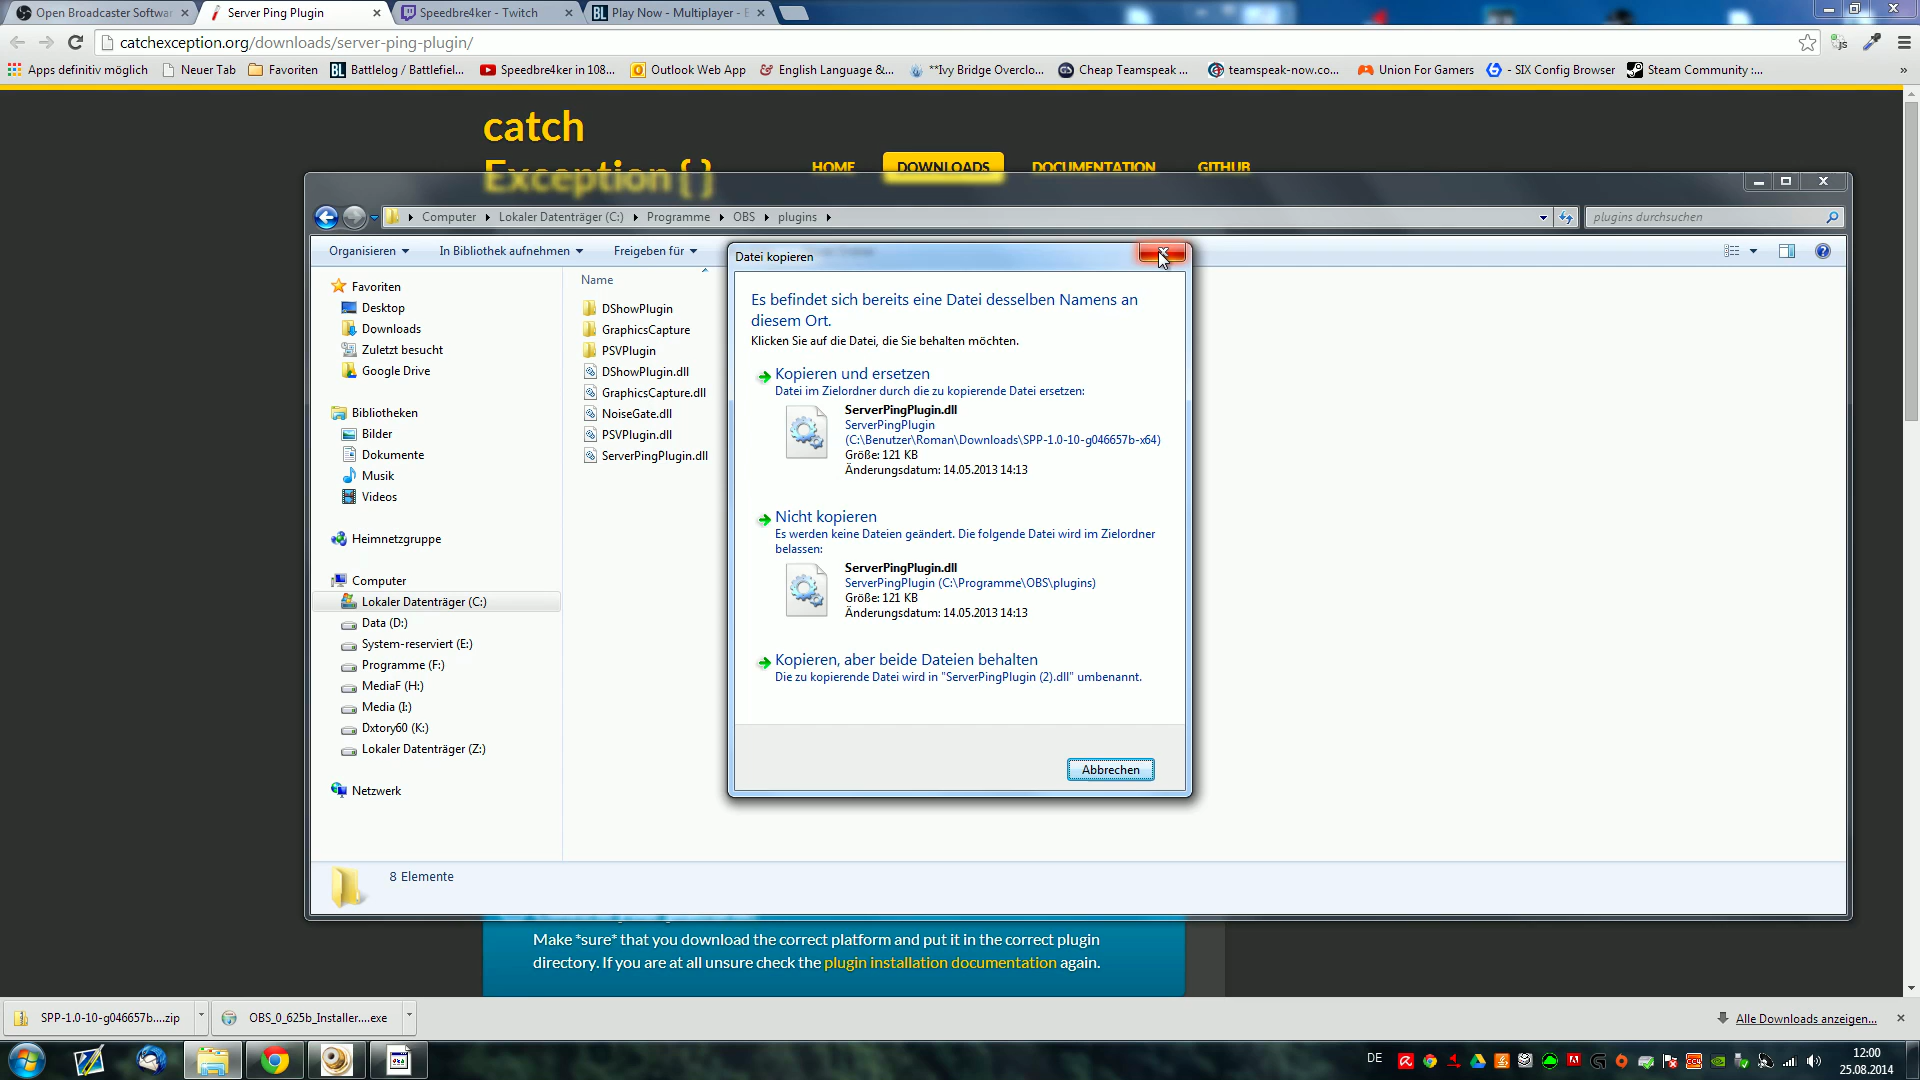 Open Broadcaster Softwar
Server Ping Plugin
Speedbre4ker - Twitch
Play Now - Multiplayer - E
catchexception.org/downloads/server-ping-plugin/
Apps definitiv möglich
Neuer Tab
Favoriten
Battlelog / Battlefiel...
Speedbre4ker in 108...
Outlook Web App
English Language &...
**Ivy Bridge Overclo...
Cheap Teamspeak ...
teamspeak-now.co...
Union For Gamers
- SIX Config Browser
Steam Community :...
»
catch
Exception { }
HOME
DOWNLOADS
DOCUMENTATION
GITHUB
Computer
Lokaler Datenträger (C:)
Programme
OBS
plugins
plugins durchsuchen
Organisieren
In Bibliothek aufnehmen
Freigeben für
Name
Favoriten
Desktop
Downloads
Zuletzt besucht
Google Drive
Bibliotheken
Bilder
Dokumente
Musik
Videos
Heimnetzgruppe
Computer
Lokaler Datenträger (C:)
Data (D:)
System-reserviert (E:)
Programme (F:)
MediaF (H:)
Media (I:)
Dxtory60 (K:)
Lokaler Datenträger (Z:)
Netzwerk
DShowPlugin
GraphicsCapture
PSVPlugin
DShowPlugin.dll
GraphicsCapture.dll
NoiseGate.dll
PSVPlugin.dll
ServerPingPlugin.dll
Datei kopieren
Es befindet sich bereits eine Datei desselben Namens an
diesem Ort.
Klicken Sie auf die Datei, die Sie behalten möchten.
Kopieren und ersetzen
Datei im Zielordner durch die zu kopierende Datei ersetzen:
ServerPingPlugin.dll
ServerPingPlugin
(C:\Benutzer\Roman\Downloads\SPP-1.0-10-g046657b-x64)
Größe: 121 KB
Änderungsdatum: 14.05.2013 14:13
Nicht kopieren
Es werden keine Dateien geändert. Die folgende Datei wird im Zielordner
belassen:
ServerPingPlugin.dll
ServerPingPlugin (C:\Programme\OBS\plugins)
Größe: 121 KB
Änderungsdatum: 14.05.2013 14:13
Kopieren, aber beide Dateien behalten
Die zu kopierende Datei wird in "ServerPingPlugin (2).dll" umbenannt.
Abbrechen
8 Elemente
Make *sure* that you download the correct platform and put it in the correct plugin
directory. If you are at all unsure check the plugin installation documentation again.
SPP-1.0-10-g046657b....zip
OBS_0_625b_Installer....exe
Alle Downloads anzeigen...
DE
12:00
25.08.2014